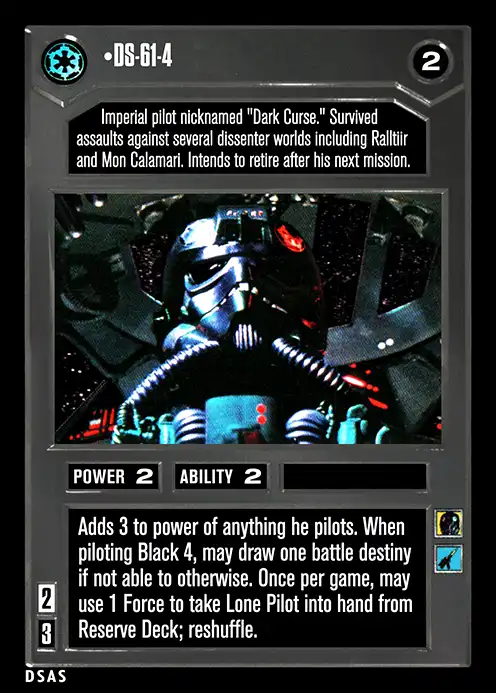 •DS-61-4
2
Imperial pilot nicknamed "Dark Curse." Survived
assaults against several dissenter worlds including Ralltiir
and Mon Calamari. Intends to retire after his next mission.
POWER 2 ABILITY 2
Adds 3 to power of anything he pilots. When
piloting Black 4, may draw one battle destiny
if not able to otherwise. Once per game, may
use 1 Force to take Lone Pilot into hand from
Reserve Deck; reshuffle.
2
3
DSAS